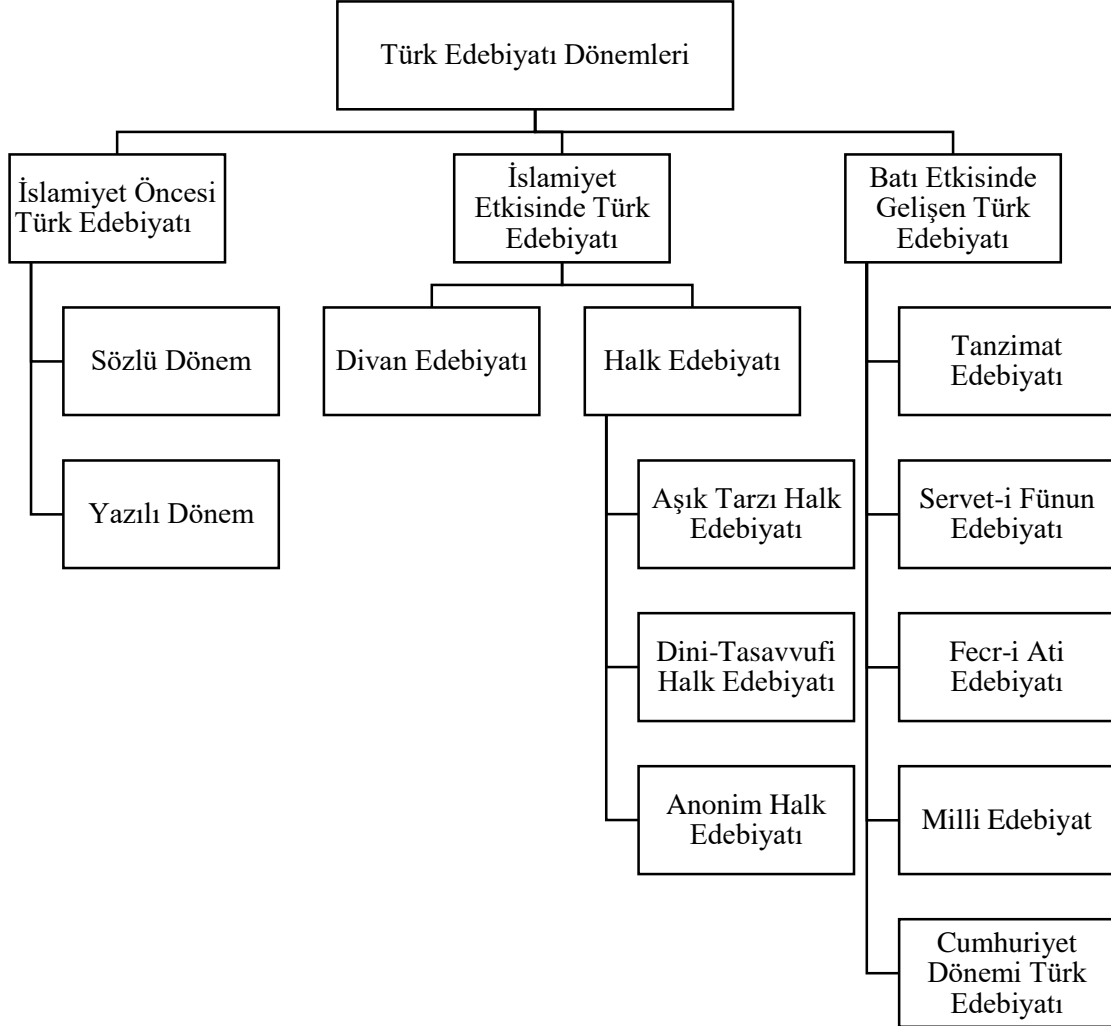 Türk Edebiyatı Dönemleri
İslamiyet Öncesi
Türk Edebiyatı
Sözlü Dönem
Yazılı Dönem
İslamiyet
Etkisinde Türk
Edebiyatı
Divan Edebiyatı
Halk Edebiyatı
Aşık Tarzı Halk
Edebiyatı
Dini-Tasavvufi
Halk Edebiyatı
Anonim Halk
Edebiyatı
Batı Etkisinde
Gelişen Türk
Edebiyatı
Tanzimat
Edebiyatı
Servet-i Fünun
Edebiyatı
Fecr-i Ati
Edebiyatı
Milli Edebiyat
Cumhuriyet
Dönemi Türk
Edebiyatı